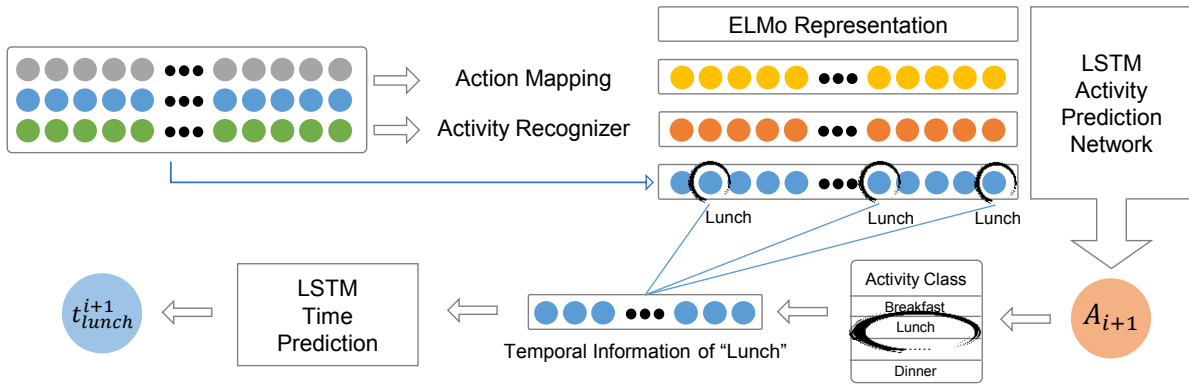 ELMo Representation
Action Mapping
Activity Recognizer
LSTM
Activity
Prediction
Network
Lunch
Lunch
Lunch
Activity Class
Breakfast
Lunch
......
Dinner
A_{i+1}
Temporal Information of “Lunch”
LSTM
Time
Prediction
t_{lunch}^{i+1}